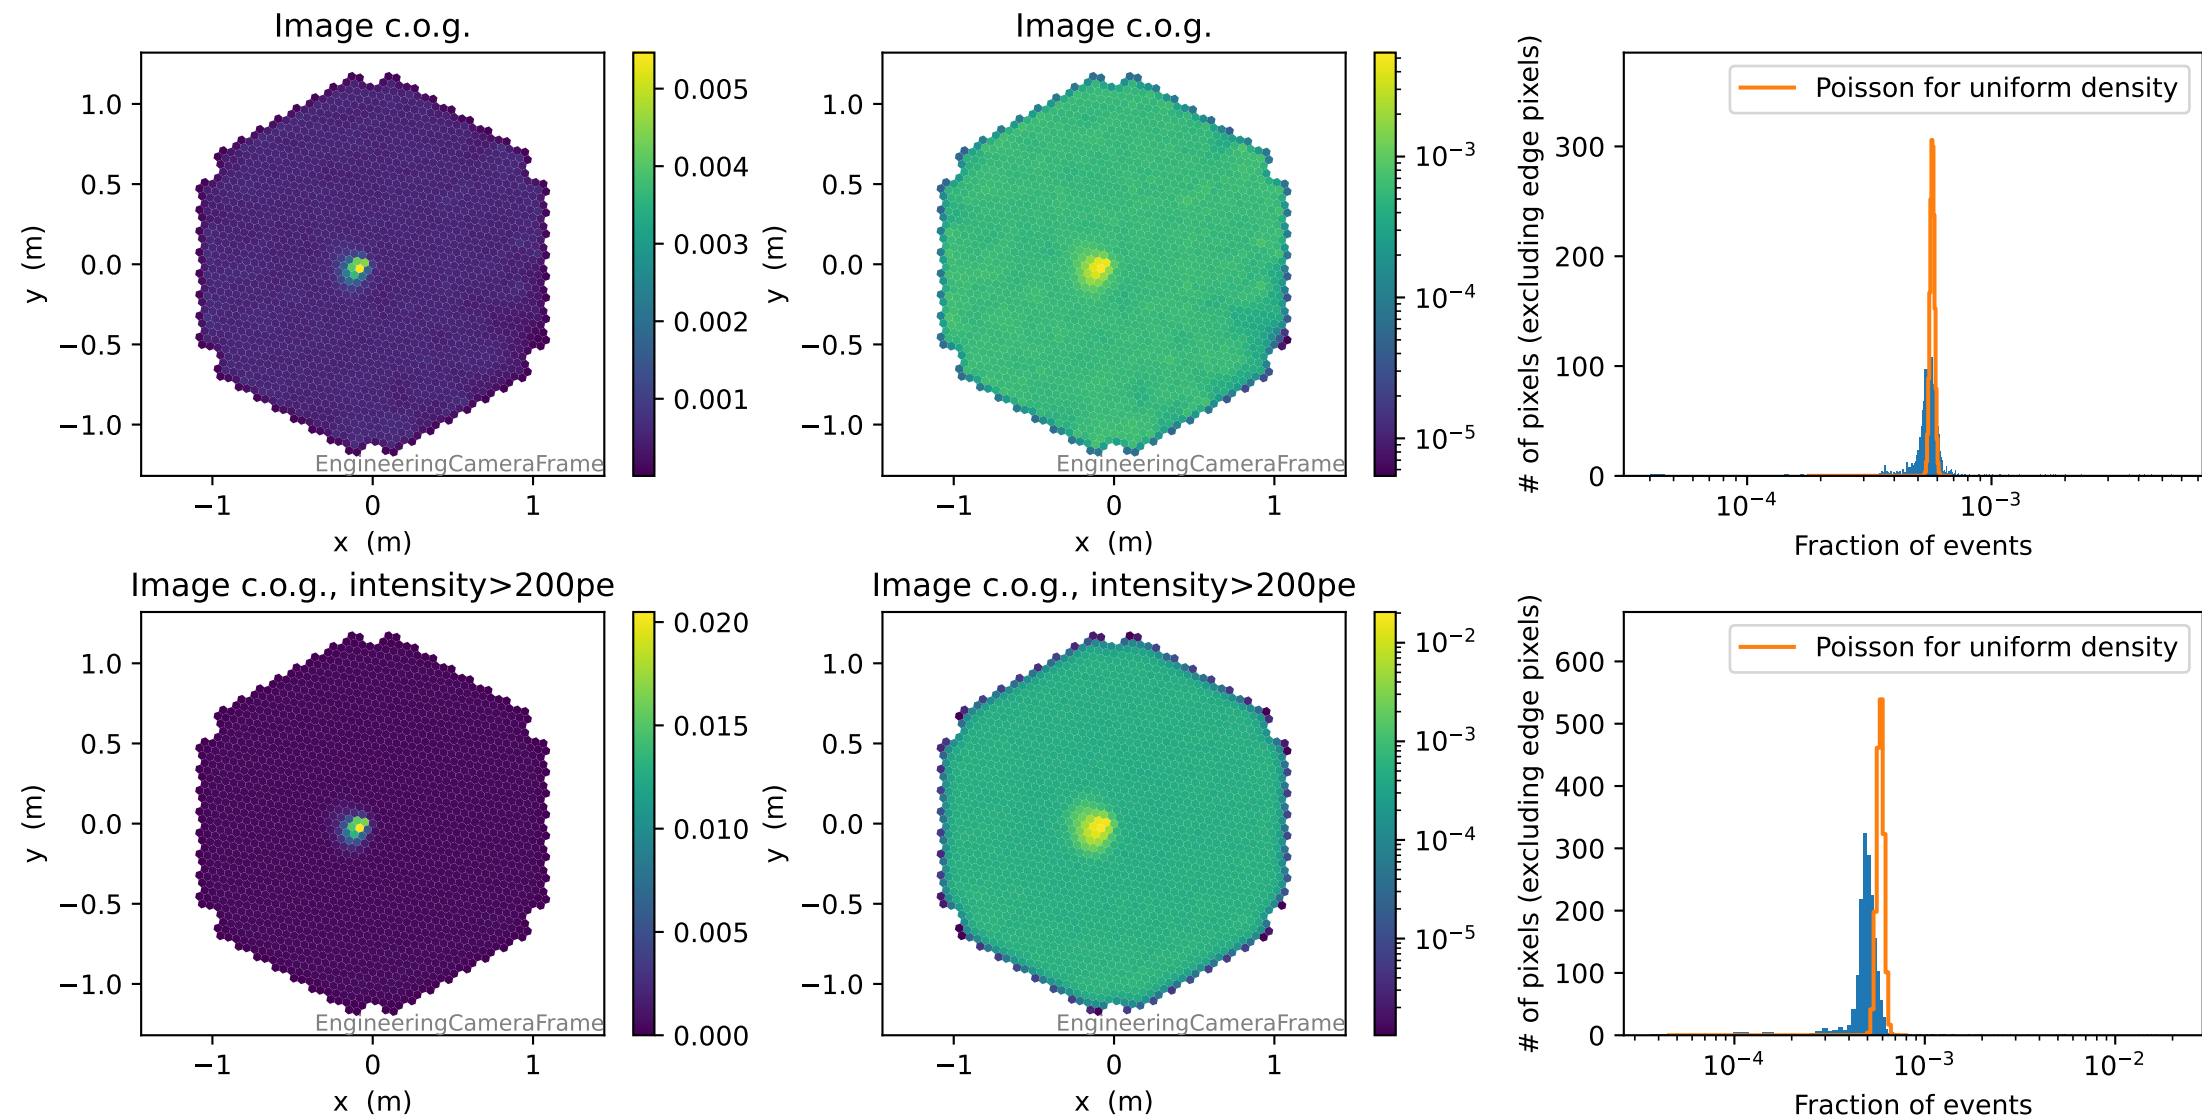 Image c.o.g.
1.0
0.5
0.0
−0.5
−1.0
y (m)
−1
0
1
x (m)
EngineeringCameraFrame
0.005
0.004
0.003
0.002
0.001
Image c.o.g.
1.0
0.5
0.0
−0.5
−1.0
y (m)
−1
0
1
x (m)
EngineeringCameraFrame
10⁻³
10⁻⁴
10⁻⁵
# of pixels (excluding edge pixels)
300
200
100
0
Poisson for uniform density
10⁻⁴
10⁻³
Fraction of events
Image c.o.g., intensity>200pe
1.0
0.5
0.0
−0.5
−1.0
y (m)
−1
0
1
x (m)
EngineeringCameraFrame
0.020
0.015
0.010
0.005
0.000
Image c.o.g., intensity>200pe
1.0
0.5
0.0
−0.5
−1.0
y (m)
−1
0
1
x (m)
EngineeringCameraFrame
10⁻²
10⁻³
10⁻⁴
10⁻⁵
# of pixels (excluding edge pixels)
600
500
400
300
200
100
0
Poisson for uniform density
10⁻⁴
10⁻³
10⁻²
Fraction of events